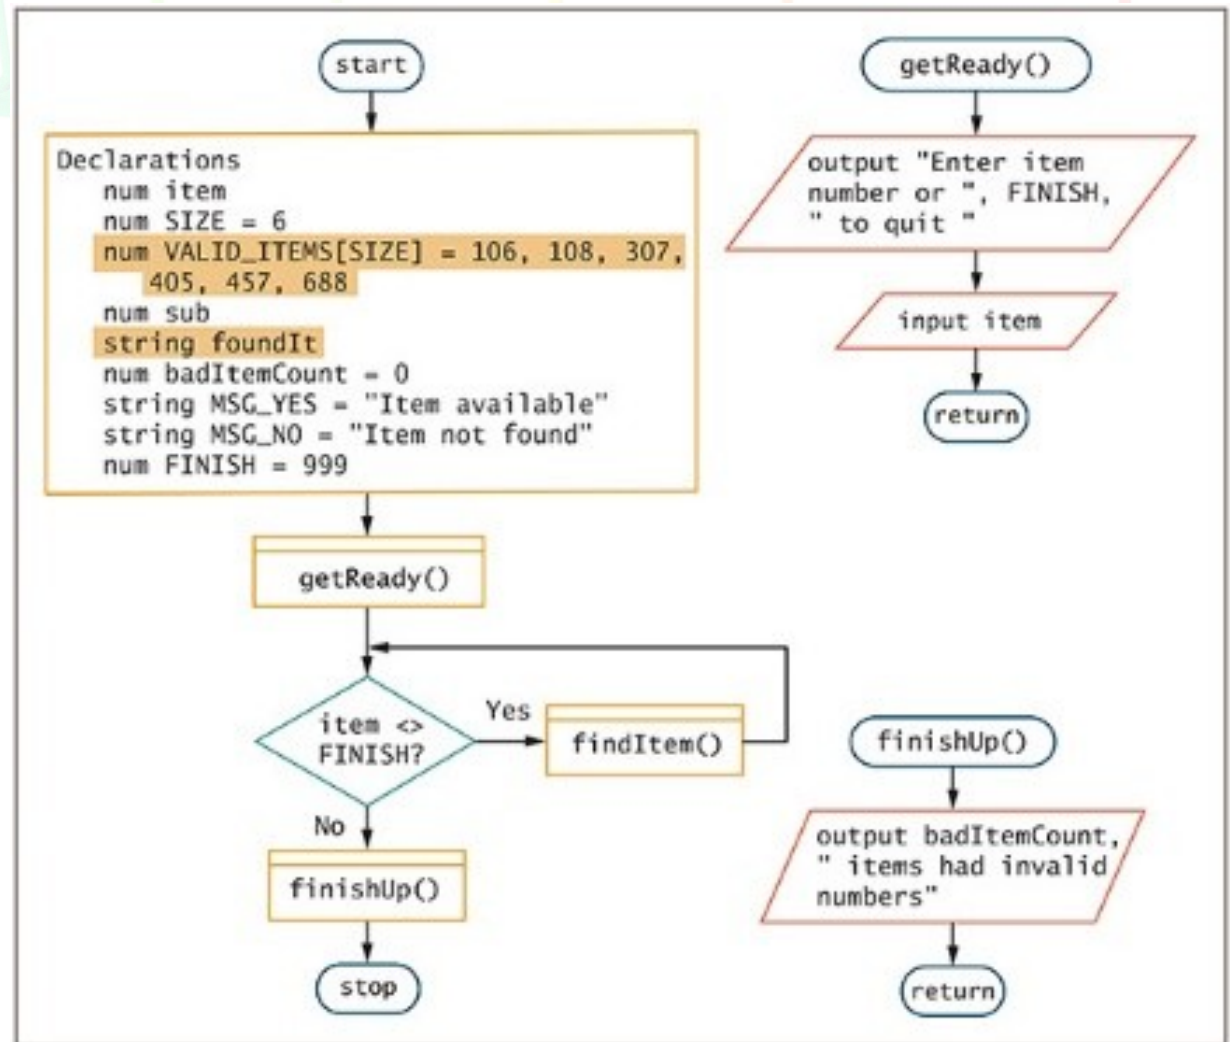 start
Declarations
num item
num SIZE = 6
num VALID_ITEMS[SIZE] = 106, 108, 307,
405, 457, 688
num sub
string foundIt
num badItemCount = 0
string MSG_YES = "Item available"
string MSG_NO = "Item not found"
num FINISH = 999
getReady()
item <>
FINISH?
Yes
findItem()
No
finishUp()
stop
getReady()
output "Enter item
number or ", FINISH,
" to quit "
input item
return
finishUp()
output badItemCount,
" items had invalid
numbers"
return